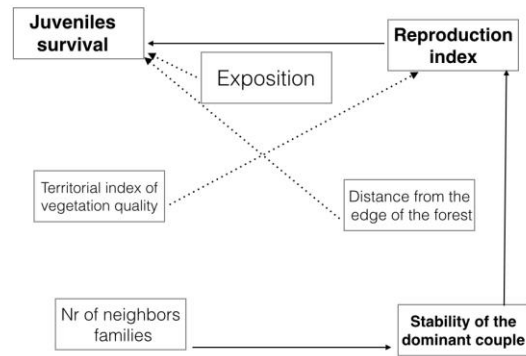 Juveniles
survival
Reproduction
index
Exposition
Territorial index of
vegetation quality
Distance from the
edge of the forest
Nr of neighbors
families
Stability of the
dominant couple